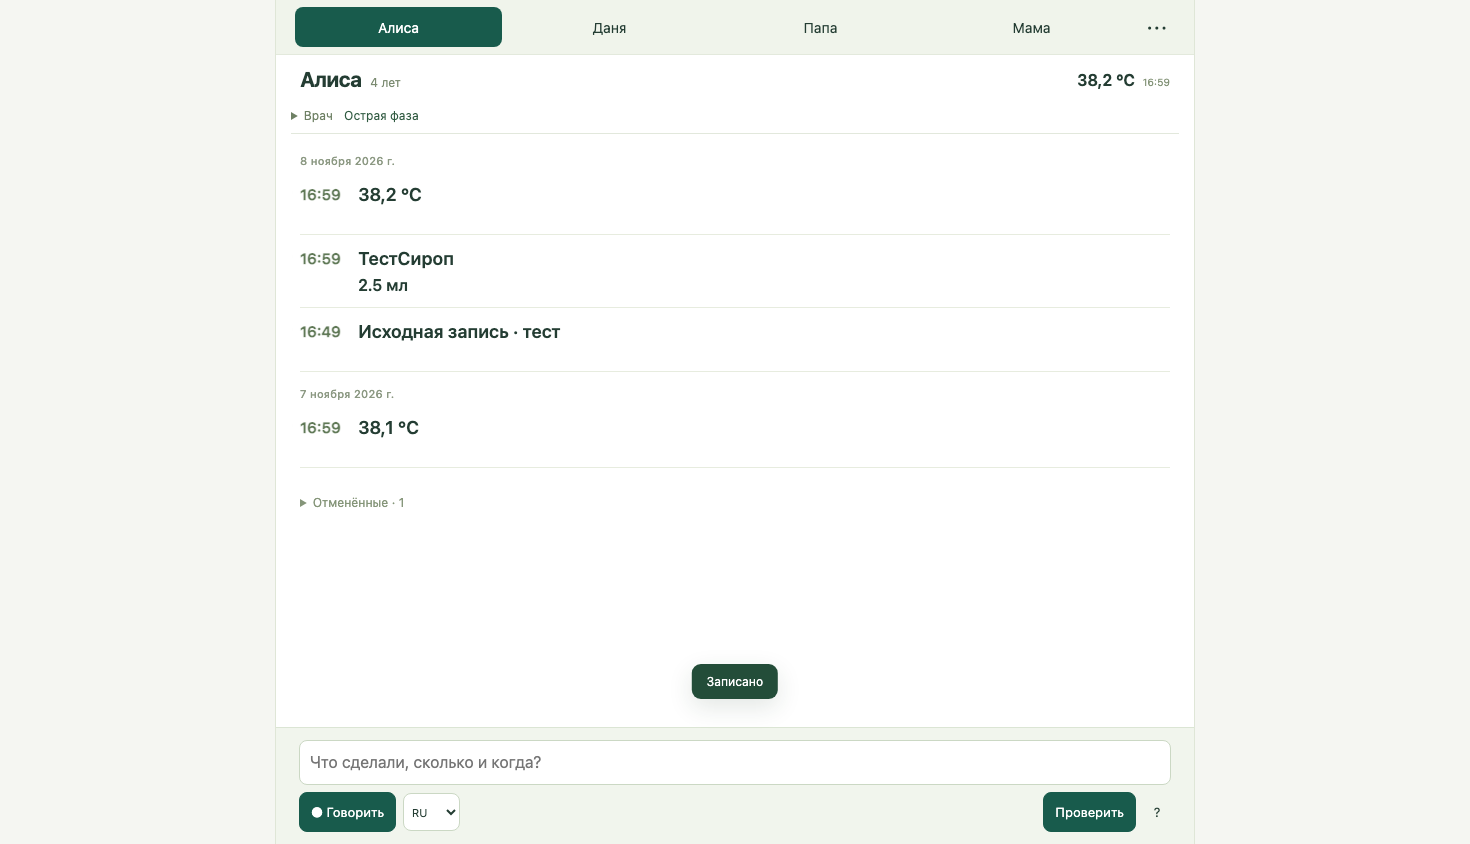 Алиса Даня Папа Мама ···
Алиса 4 лет 38,2 °C 16:59
▶ Врач Острая фаза
8 ноября 2026 г.
16:59 38,2 °C
16:59 ТестСироп
2.5 мл
16:49 Исходная запись · тест
7 ноября 2026 г.
16:59 38,1 °C
▶ Отменённые · 1
Записано
Что сделали, сколько и когда?
● Говорить RU Проверить ?